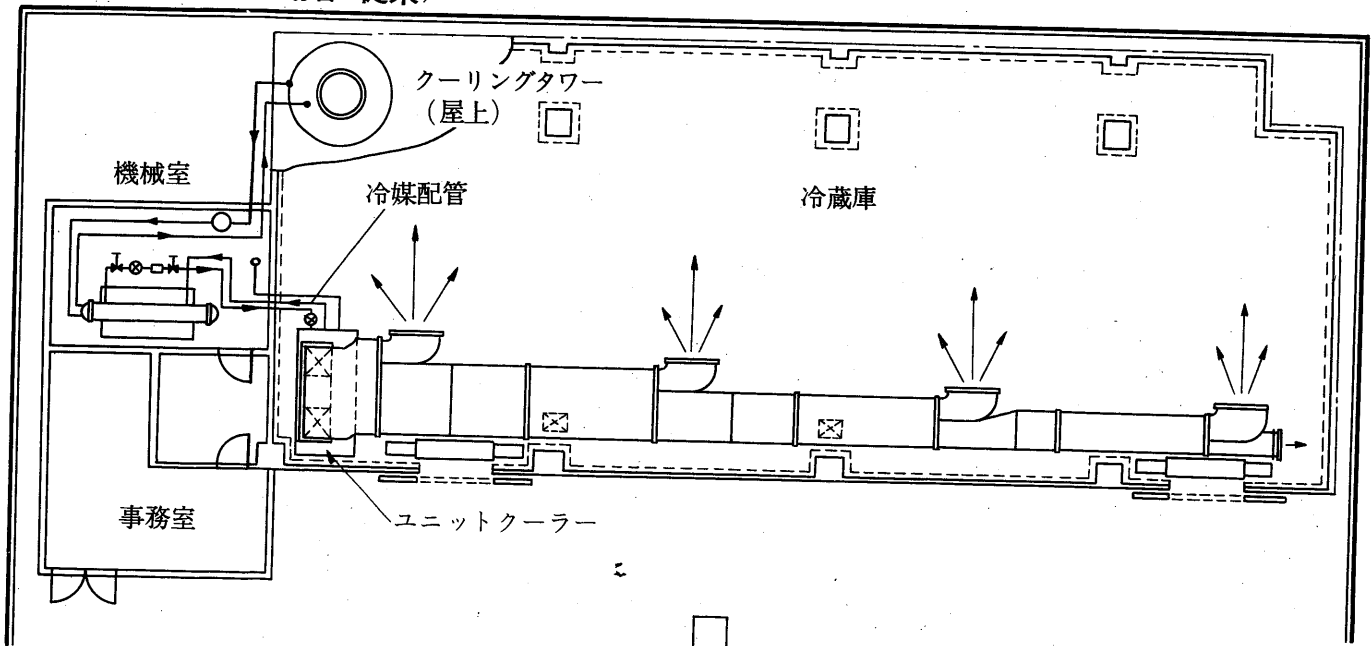 クーリングタワー
(屋上)
機械室
冷媒配管
冷蔵庫
事務室
ユニットクーラー